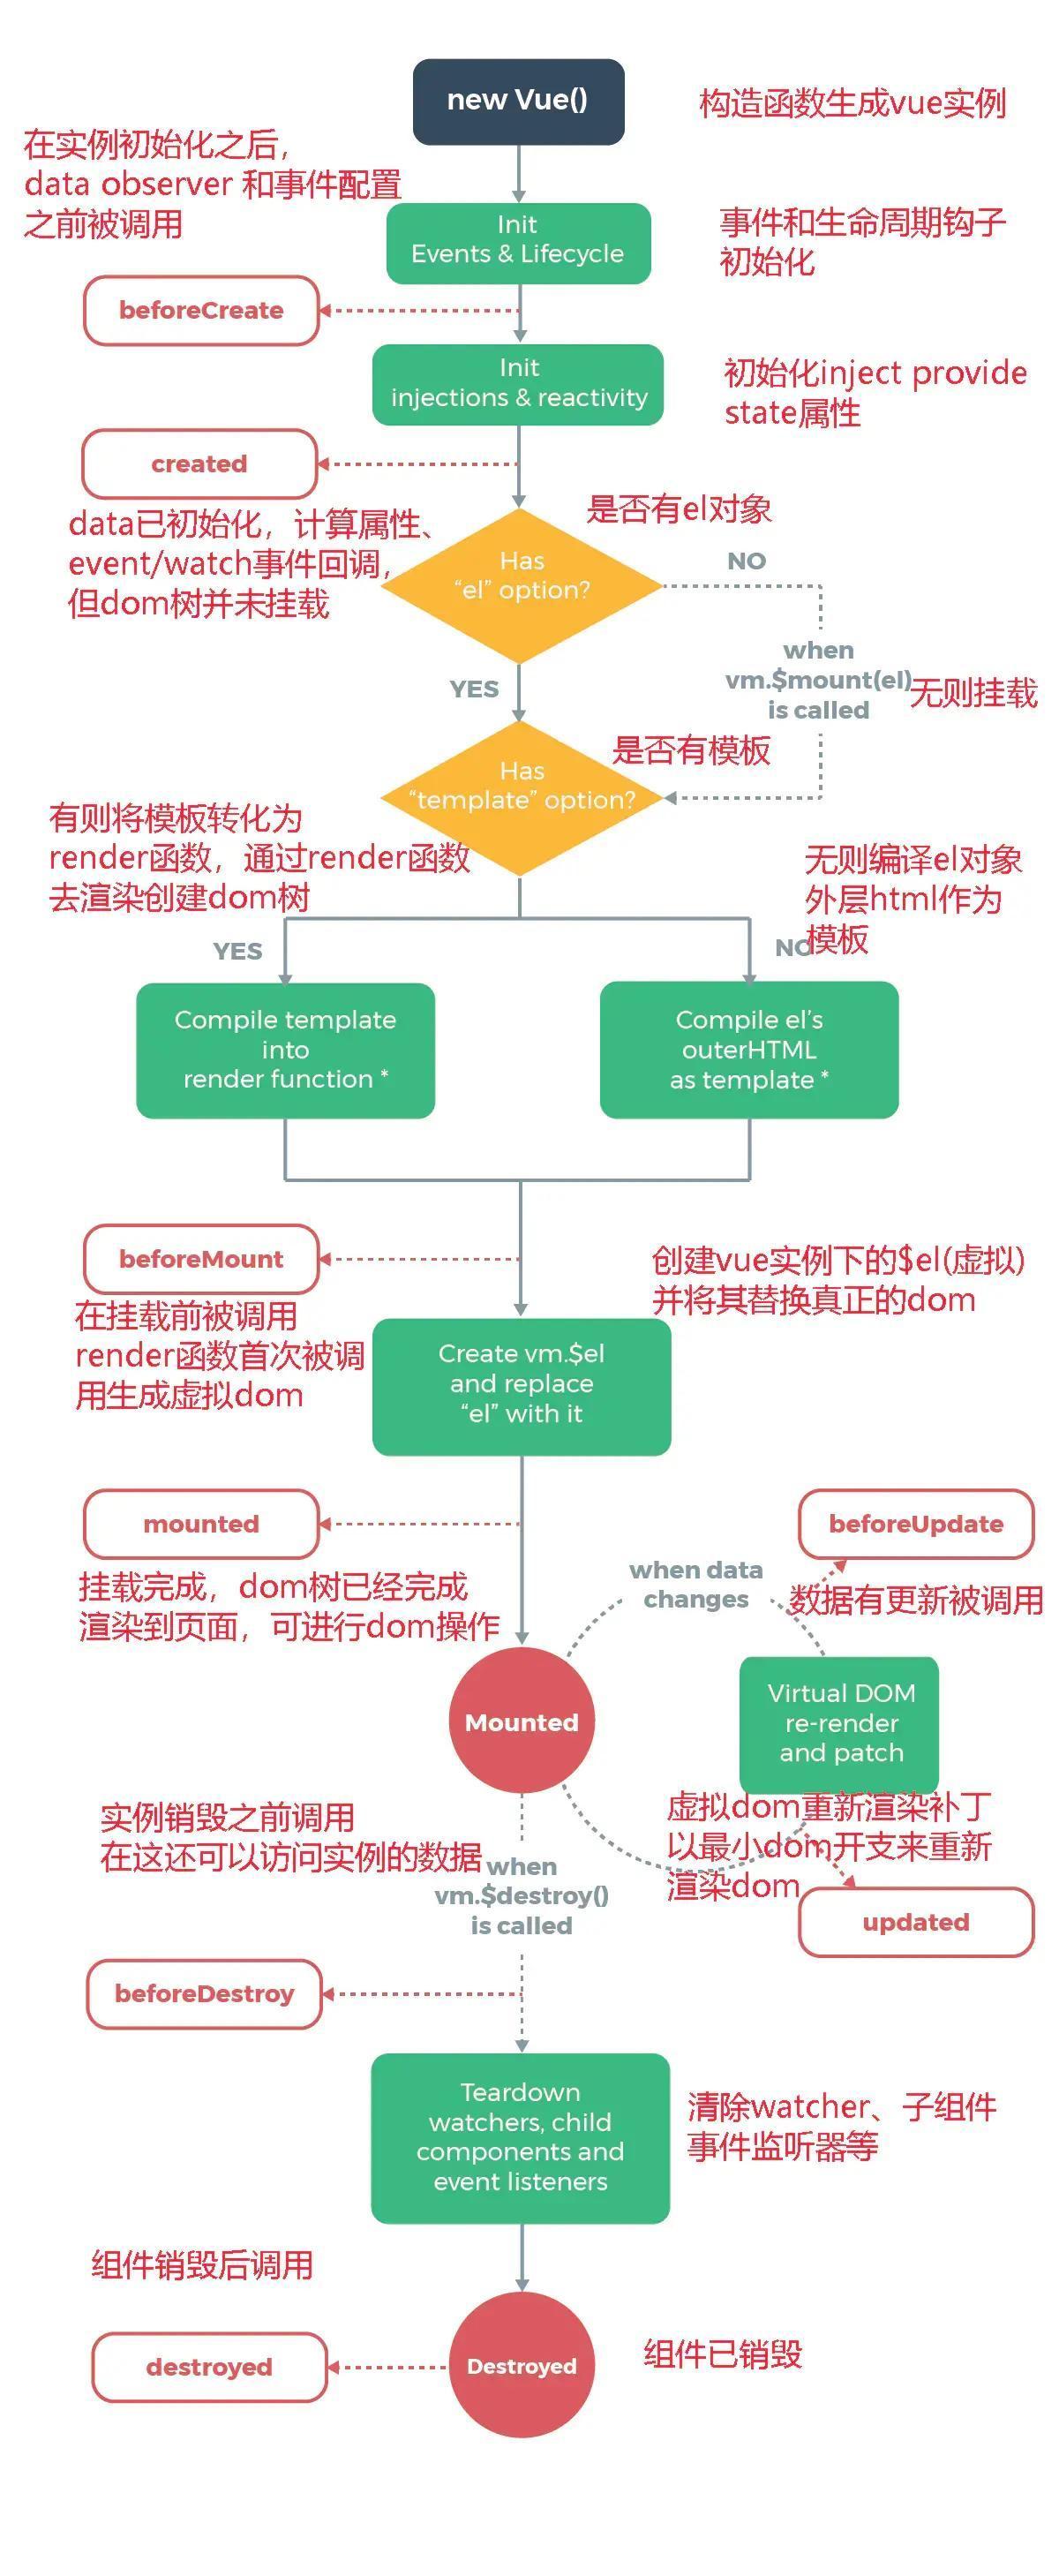 new Vue()
构造函数生成vue实例
在实例初始化之后，
data observer 和事件配置
之前被调用
Init
Events & Lifecycle
事件和生命周期钩子
初始化
beforeCreate
Init
injections & reactivity
初始化inject provide
state属性
created
data已初始化，计算属性、
event/watch事件回调，
但dom树并未挂载
是否有el对象
Has
“el” option?
NO
when
vm.$mount(el)
is called
无则挂载
YES
是否有模板
Has
“template” option?
有则将模板转化为
render函数，通过render函数
去渲染创建dom树
无则编译el对象
外层html作为
模板
YES
NO
Compile template
into
render function *
Compile el’s
outerHTML
as template *
beforeMount
在挂载前被调用
render函数首次被调
用生成虚拟dom
创建vue实例下的$el(虚拟)
并将其替换真正的dom
Create vm.$el
and replace
“el” with it
mounted
挂载完成，dom树已经完成
渲染到页面，可进行dom操作
beforeUpdate
when data
changes
数据有更新被调用
Mounted
Virtual DOM
re-render
and patch
虚拟dom重新渲染补丁
以最小dom开支来重新
渲染dom
updated
实例销毁之前调用
在这还可以访问实例的数据
when
vm.$destroy()
is called
beforeDestroy
Teardown
watchers, child
components and
event listeners
清除watcher、子组件
事件监听器等
组件销毁后调用
destroyed
Destroyed
组件已销毁